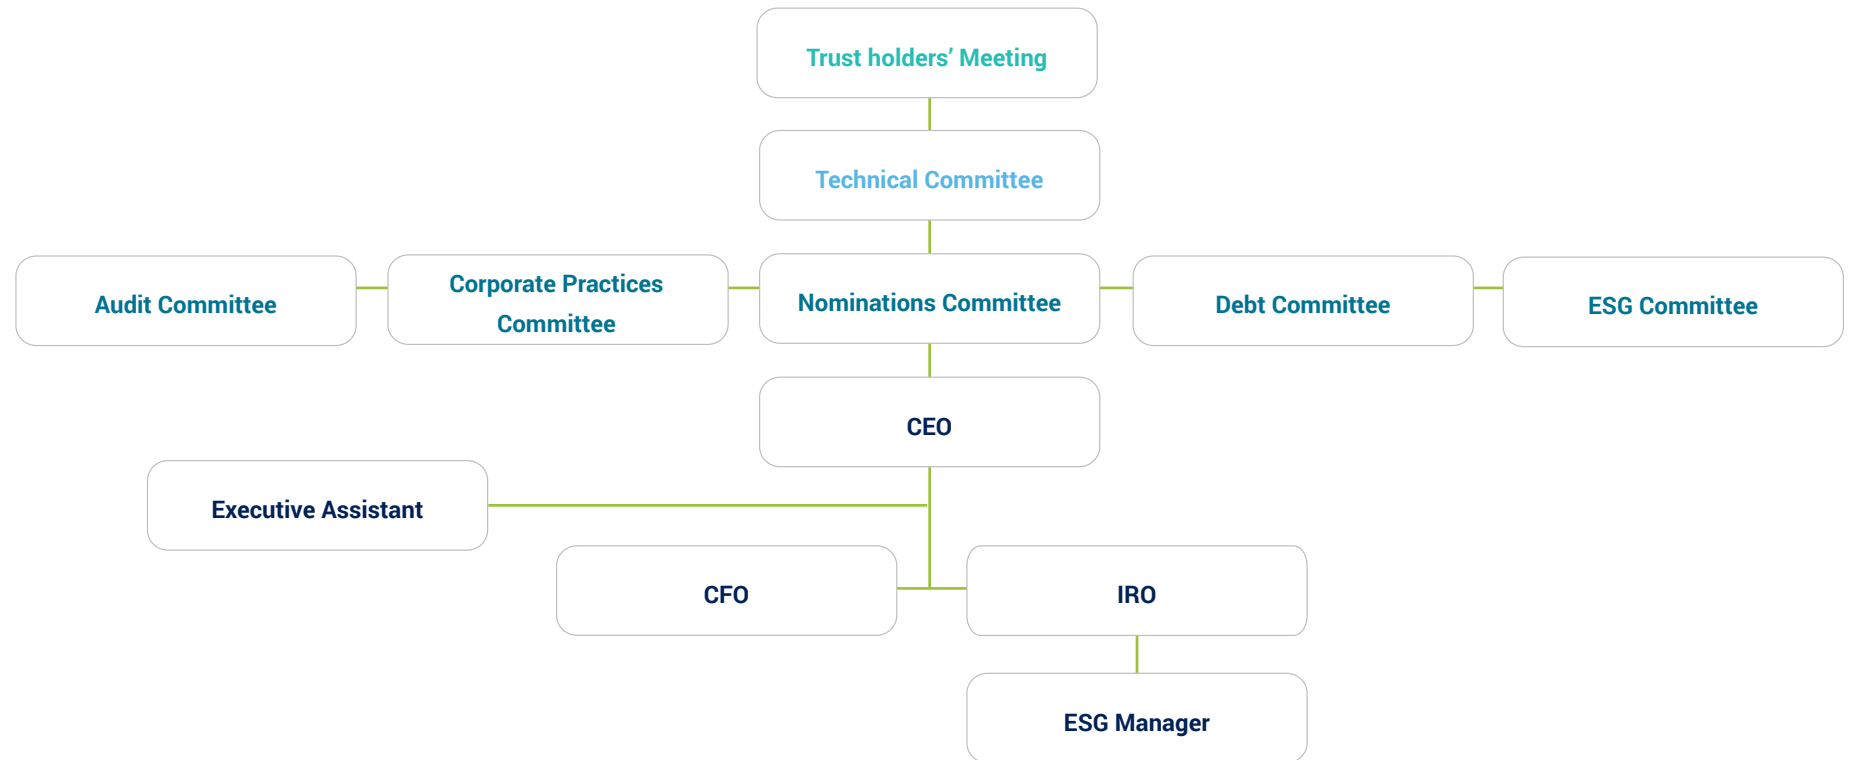 Trust holders’ Meeting
Technical Committee
Audit Committee
Corporate Practices
Committee
Nominations Committee
Debt Committee
ESG Committee
CEO
Executive Assistant
CFO
IRO
ESG Manager